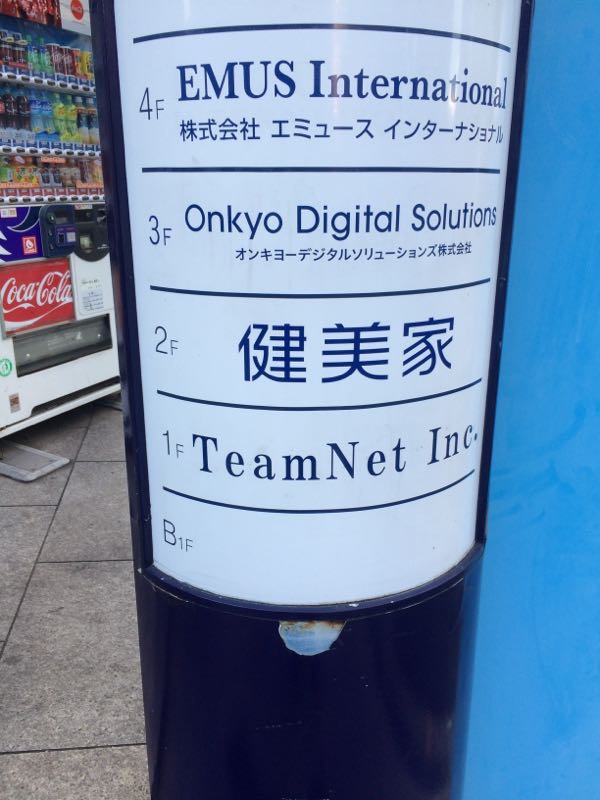 4F EMUS International
株式会社 エミュース インターナショナル
3F Onkyo Digital Solutions
オンキヨーデジタルソリューションズ株式会社
2F 健美家
1F TeamNet Inc.
B1F
Coca-Cola